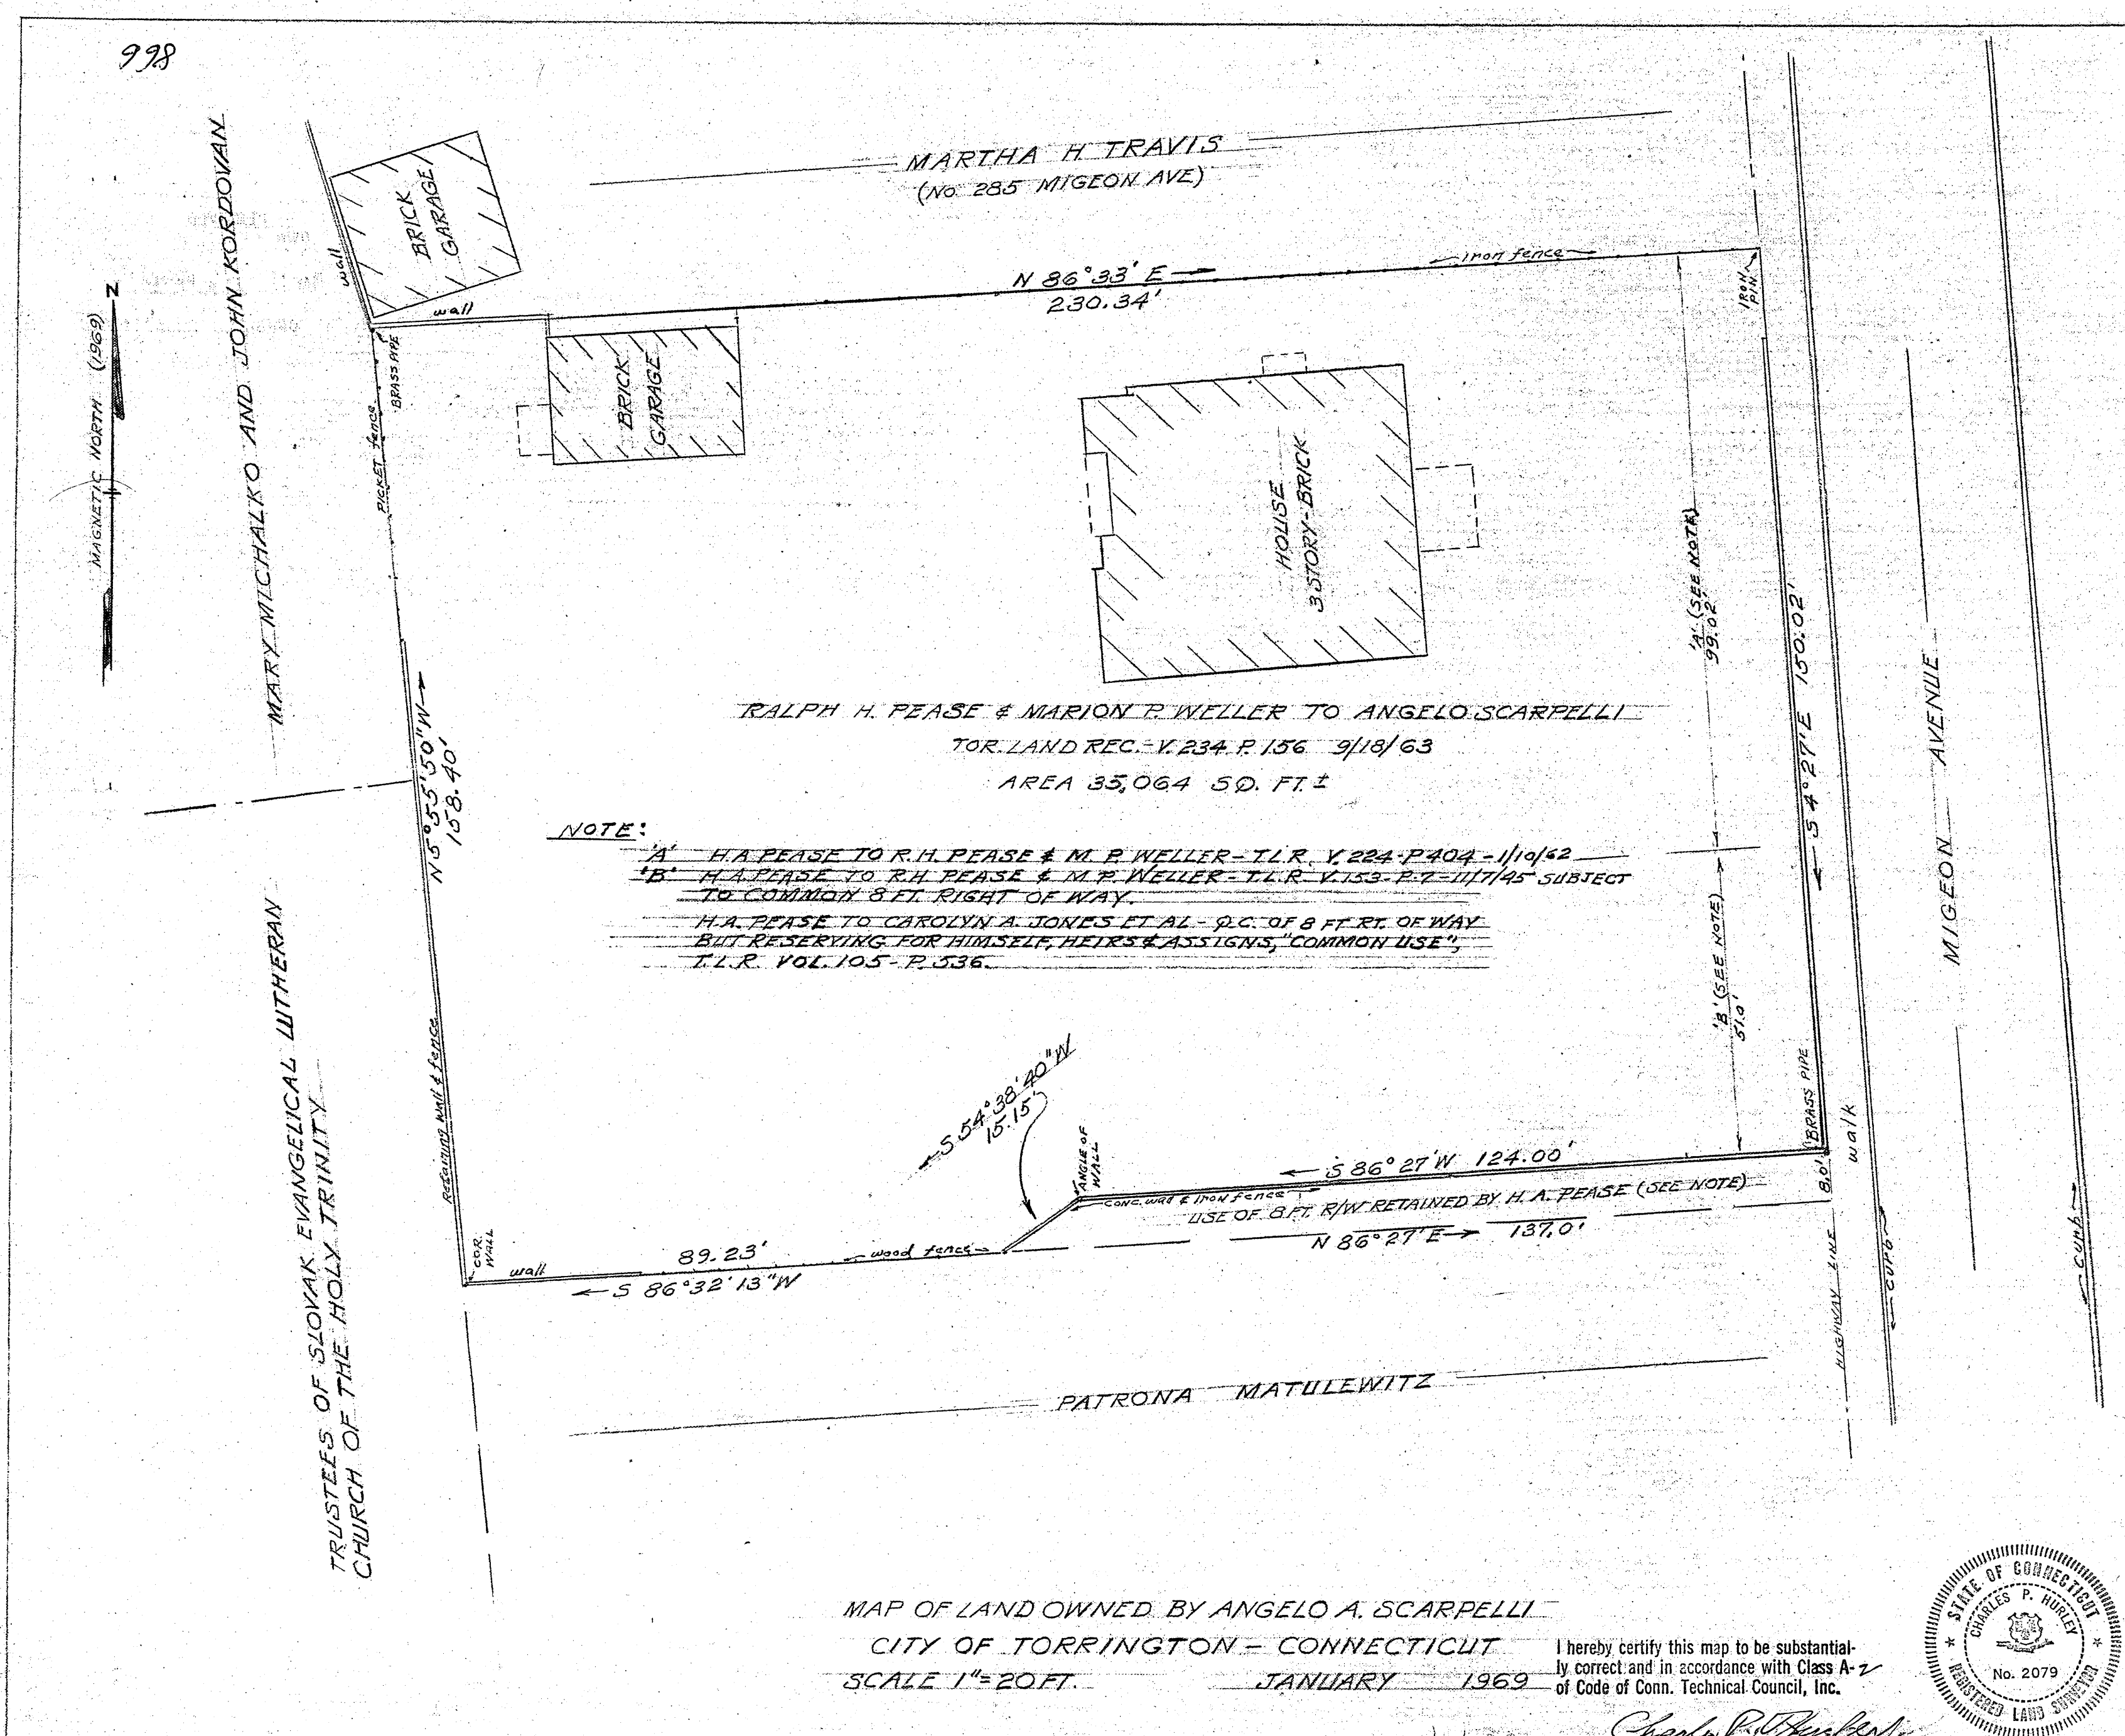 998
MARTHA H. TRAVIS
(No. 285 MIGEON AVE)
MARY MICHALKO AND JOHN KORDOVAN
MAGNETIC NORTH (1969)
N
BRICK
GARAGE
wall
wall
N 86°33' E
230.34'
iron fence
IRON
PIN
BRASS PIPE
PICKET fence
BRICK
GARAGE
HOUSE
3 STORY-BRICK
'A' (SEE NOTE)
99.02'
S 4°27' E 150.02'
MIGEON AVENUE
N 5°55'50" W
158.40'
RALPH H. PEASE & MARION P. WELLER TO ANGELO SCARPELLI
TOR. LAND REC. - V. 234 P. 156 9/18/63
AREA 35,064 SQ. FT. ±
NOTE:
'A' H.A. PEASE TO R.H. PEASE & M.P. WELLER - T.L.R. V. 224 - P 404 - 1/10/62
'B' H.A. PEASE TO R.H. PEASE & M.P. WELLER - T.L.R. V. 153 - P. 7 - 11/7/45 SUBJECT
TO COMMON 8 FT. RIGHT OF WAY.
H.A. PEASE TO CAROLYN A. JONES ET AL - Q.C. OF 8 FT RT. OF WAY
BUT RESERVING FOR HIMSELF, HEIRS & ASSIGNS, "COMMON USE",
T.L.R. VOL. 105 - P. 536.
'B' (SEE NOTE)
51.0'
TRUSTEES OF SLOVAK EVANGELICAL LUTHERAN
CHURCH OF THE HOLY TRINITY
Retaining Wall & fence
S 54°38'40" W
15.15'
ANGLE OF
WALL
BRASS PIPE
walk
S 86°27' W 124.00'
conc. wall & iron fence
USE OF 8 FT. R/W RETAINED BY H. A. PEASE (SEE NOTE)
8.0'
N 86°27' E 137.0'
COR.
WALL
wall
89.23'
wood fence
S 86°32'13" W
HIGHWAY LINE
curb
curb
PATRONA MATULEWITZ
MAP OF LAND OWNED BY ANGELO A. SCARPELLI
CITY OF TORRINGTON - CONNECTICUT
SCALE 1" = 20 FT. JANUARY 1969
I hereby certify this map to be substantial-
ly correct and in accordance with Class A-2
of Code of Conn. Technical Council, Inc.
STATE OF CONNECTICUT
CHARLES P. HURLEY
No. 2079
REGISTERED LAND SURVEYOR